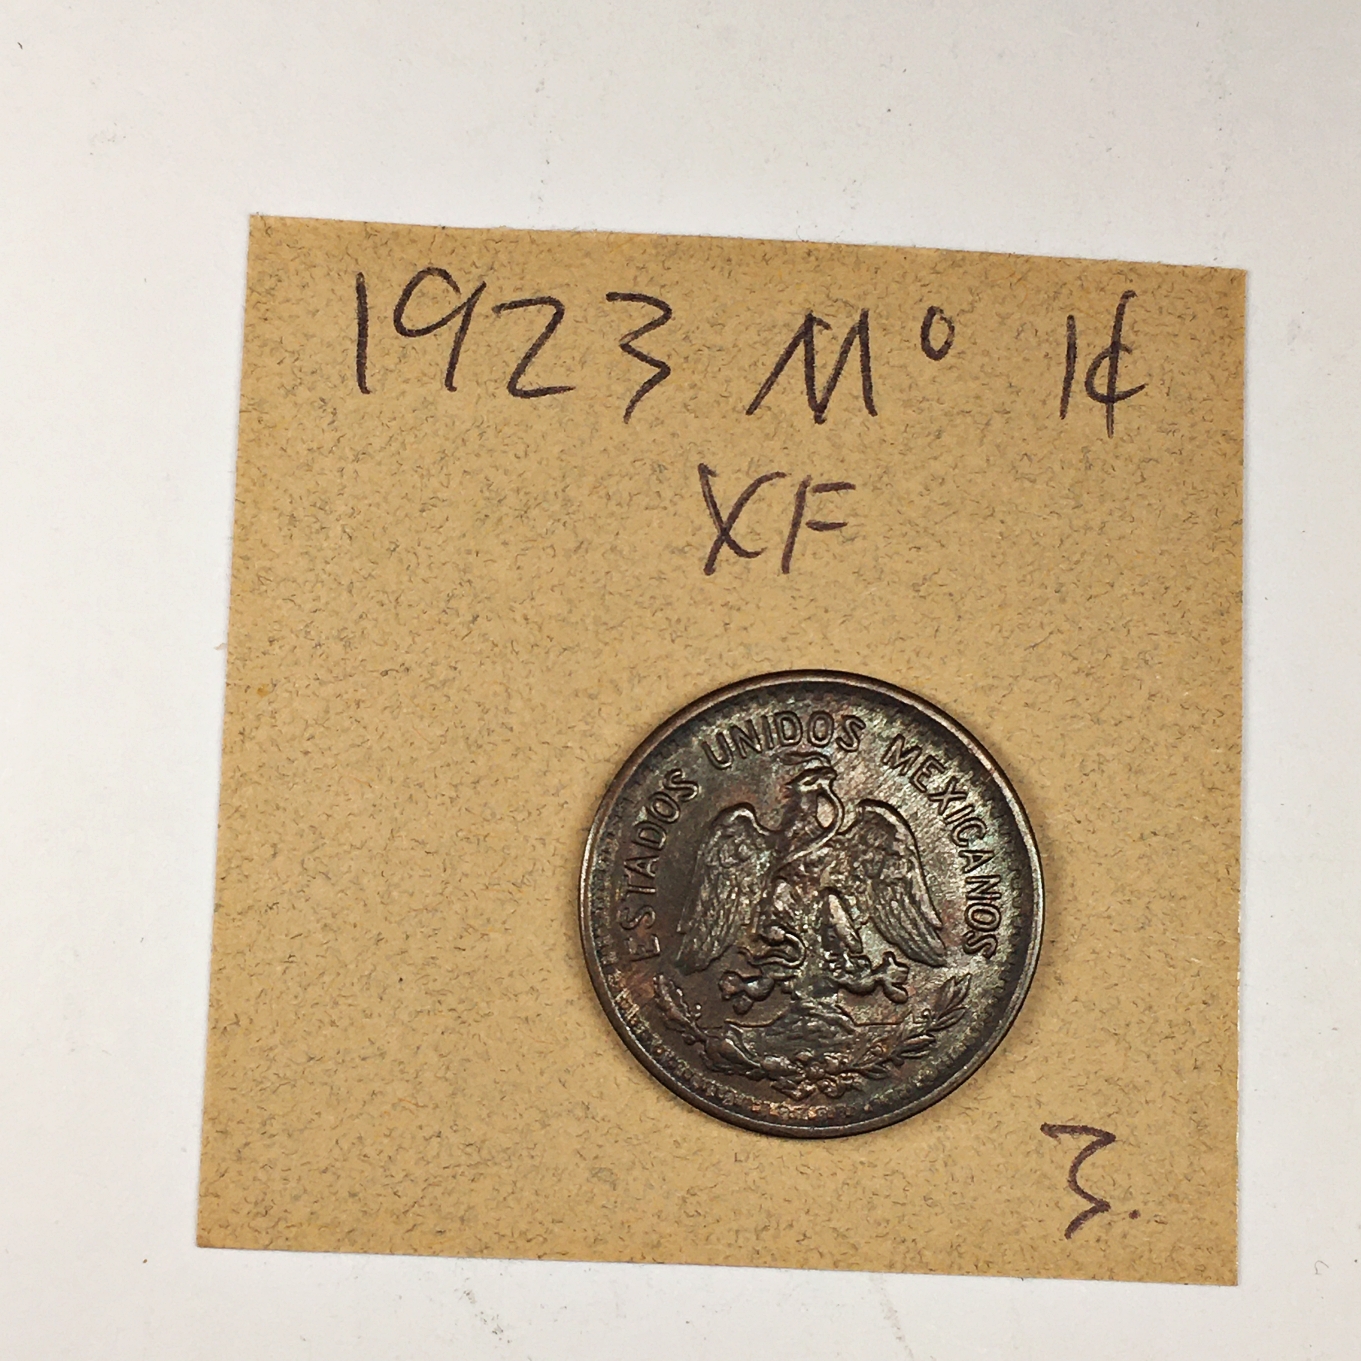 1923 Mº 1¢
XF
ESTADOS UNIDOS MEXICANOS
3.